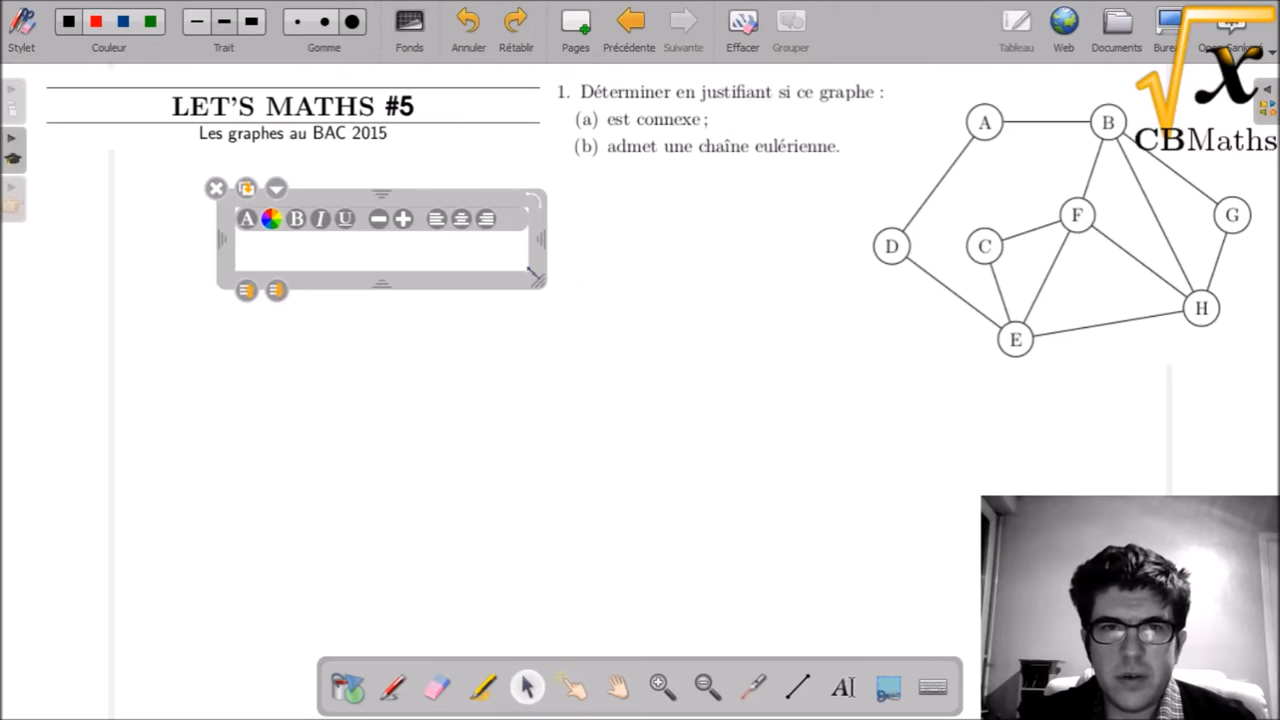 Stylet
Couleur
Trait
Gomme
Fonds
Annuler
Rétablir
Pages
Précédente
Suivante
Effacer
Grouper
Tableau
Web
Documents
LET'S MATHS #5
Les graphes au BAC 2015
1. Déterminer en justifiant si ce graphe :
(a) est connexe ;
(b) admet une chaîne eulérienne.
A
B
x
CBMaths
F
G
D
C
H
E
A B I U
AI